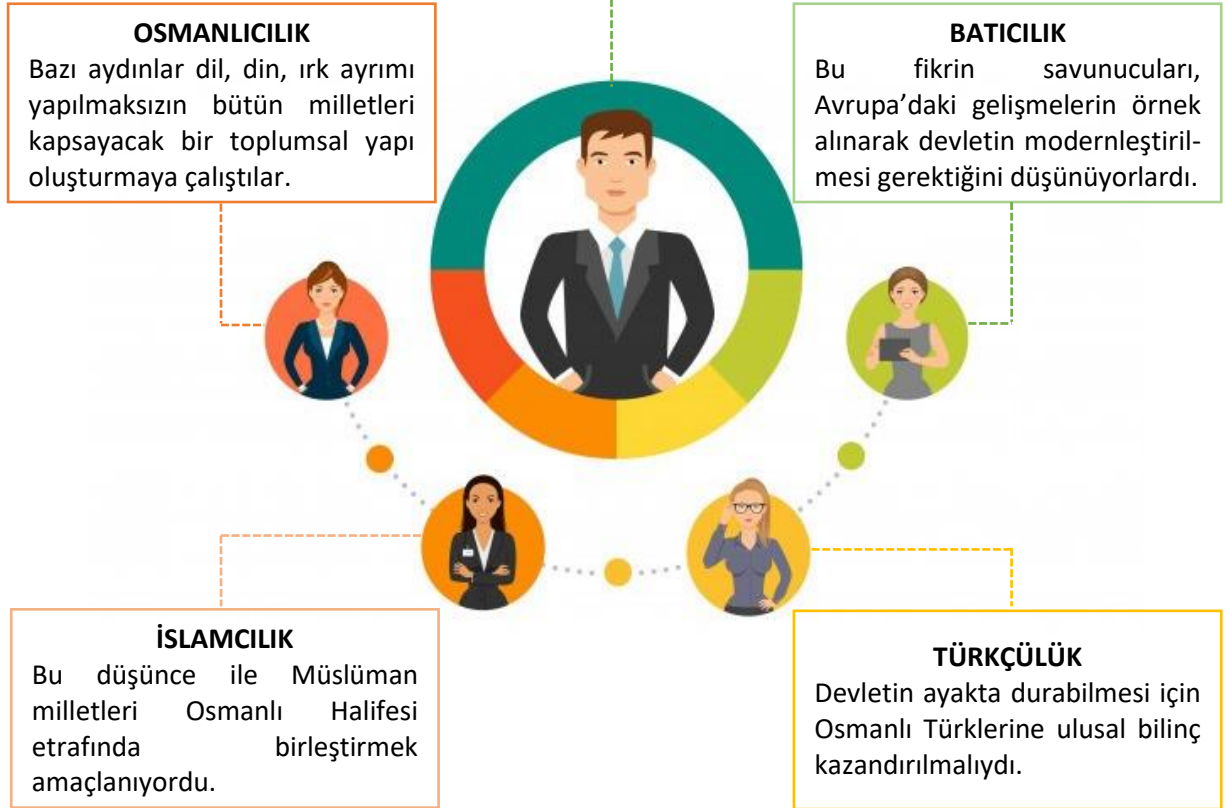 OSMANLICILIK
Bazı aydınlar dil, din, ırk ayrımı
yapılmaksızın bütün milletleri
kapsayacak bir toplumsal yapı
oluşturmaya çalıştılar.
BATICILIK
Bu fikrin savunucuları,
Avrupa’daki gelişmelerin örnek
alınarak devletin modernleştiril-
mesi gerektiğini düşünüyorlardı.
İSLAMCILIK
Bu düşünce ile Müslüman
milletleri Osmanlı Halifesi
etrafında birleştirmek
amaçlanıyordu.
TÜRKÇÜLÜK
Devletin ayakta durabilmesi için
Osmanlı Türklerine ulusal bilinç
kazandırılmalıydı.